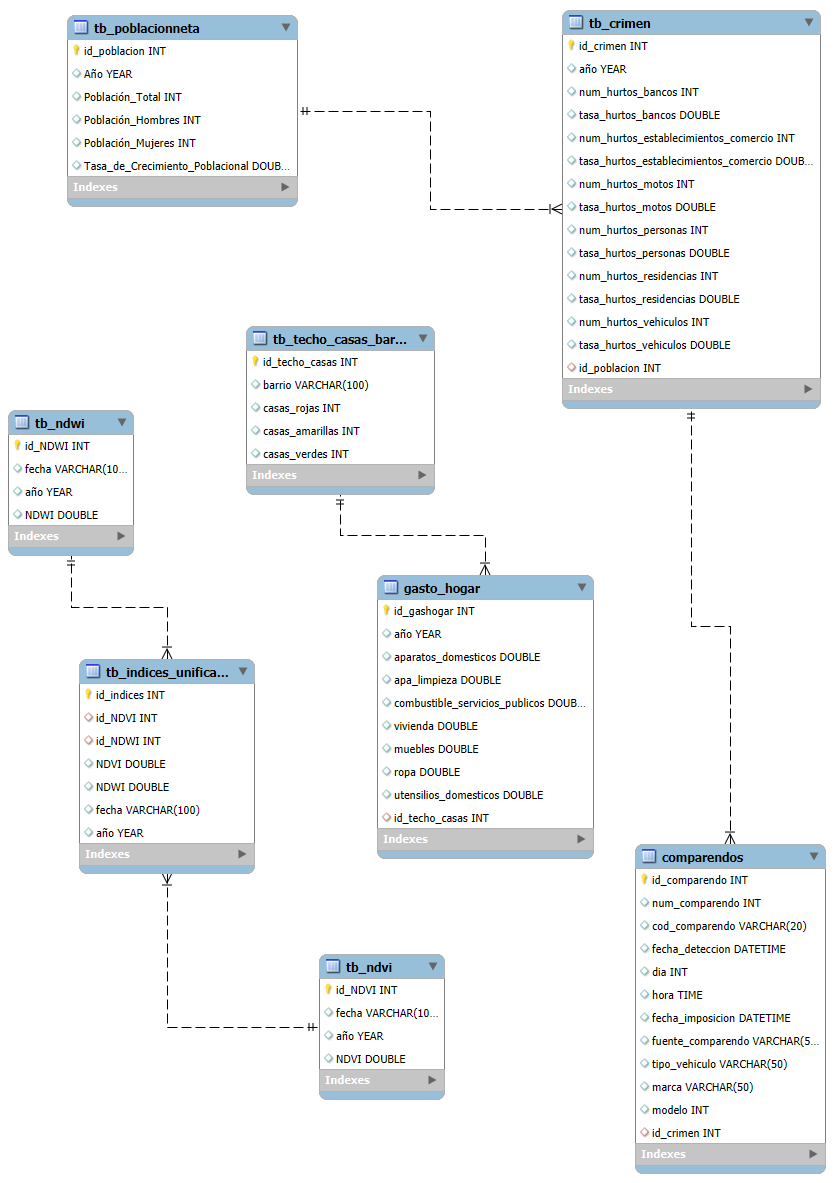 tb_poblacionneta
id_poblacion INT
Año YEAR
Población_Total INT
Población_Hombres INT
Población_Mujeres INT
Tasa_de_Crecimiento_Poblacional DOUB...
Indexes
tb_crimen
id_crimen INT
año YEAR
num_hurtos_bancos INT
tasa_hurtos_bancos DOUBLE
num_hurtos_establecimientos_comercio INT
tasa_hurtos_establecimientos_comercio DOUB...
num_hurtos_motos INT
tasa_hurtos_motos DOUBLE
num_hurtos_personas INT
tasa_hurtos_personas DOUBLE
num_hurtos_residencias INT
tasa_hurtos_residencias DOUBLE
num_hurtos_vehiculos INT
tasa_hurtos_vehiculos DOUBLE
id_poblacion INT
Indexes
tb_techo_casas_bar...
id_techo_casas INT
barrio VARCHAR(100)
casas_rojas INT
casas_amarillas INT
casas_verdes INT
Indexes
tb_ndwi
id_NDWI INT
fecha VARCHAR(10...
año YEAR
NDWI DOUBLE
Indexes
gasto_hogar
id_gashogar INT
año YEAR
aparatos_domesticos DOUBLE
apa_limpieza DOUBLE
combustible_servicios_publicos DOUB...
vivienda DOUBLE
muebles DOUBLE
ropa DOUBLE
utensilios_domesticos DOUBLE
id_techo_casas INT
Indexes
tb_indices_unifica...
id_indices INT
id_NDVI INT
id_NDWI INT
NDVI DOUBLE
NDWI DOUBLE
fecha VARCHAR(100)
año YEAR
Indexes
comparendos
id_comparendo INT
num_comparendo INT
cod_comparendo VARCHAR(20)
fecha_deteccion DATETIME
dia INT
hora TIME
fecha_imposicion DATETIME
fuente_comparendo VARCHAR(5...
tipo_vehiculo VARCHAR(50)
marca VARCHAR(50)
modelo INT
id_crimen INT
Indexes
tb_ndvi
id_NDVI INT
fecha VARCHAR(10...
año YEAR
NDVI DOUBLE
Indexes